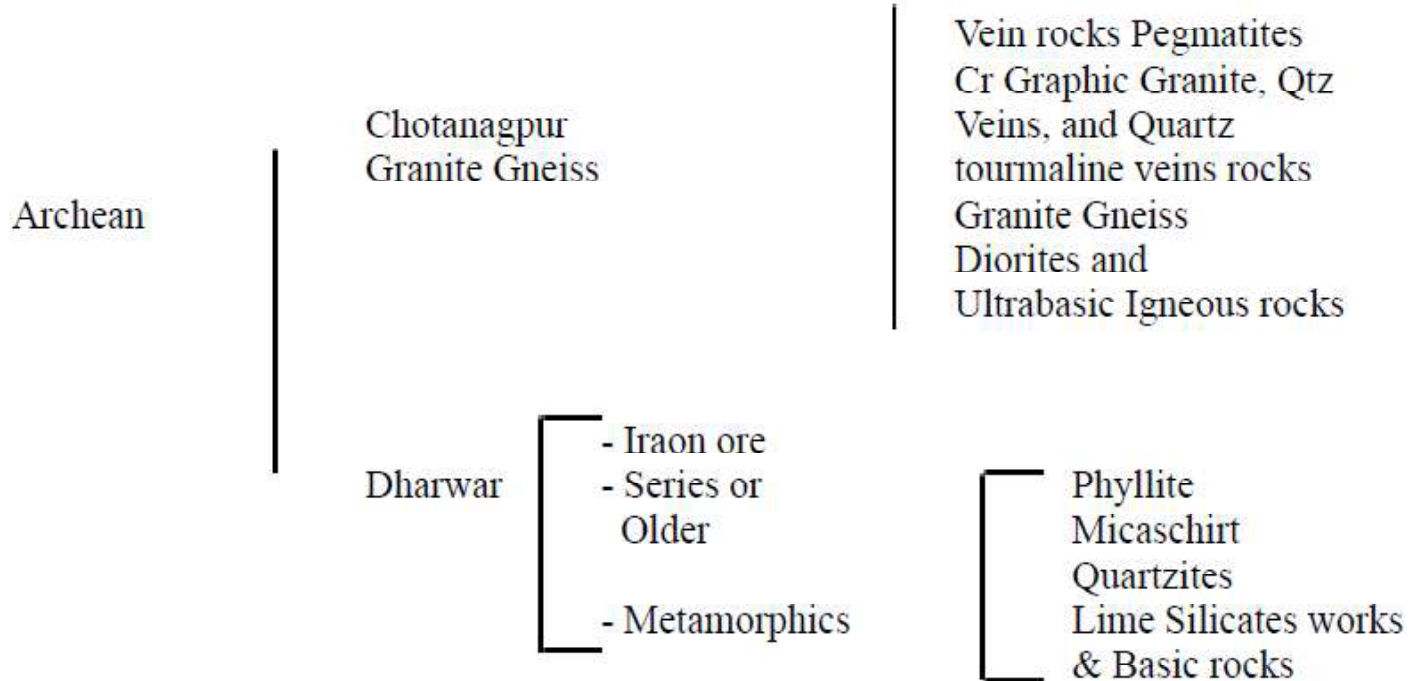 Archean
Chotanagpur
Granite Gneiss
Vein rocks Pegmatites
Cr Graphic Granite, Qtz
Veins, and Quartz
tourmaline veins rocks
Granite Gneiss
Diorites and
Ultrabasic Igneous rocks
Dharwar
- Iraon ore
- Series or
Older
- Metamorphics
Phyllite
Micaschirt
Quartzites
Lime Silicates works
& Basic rocks